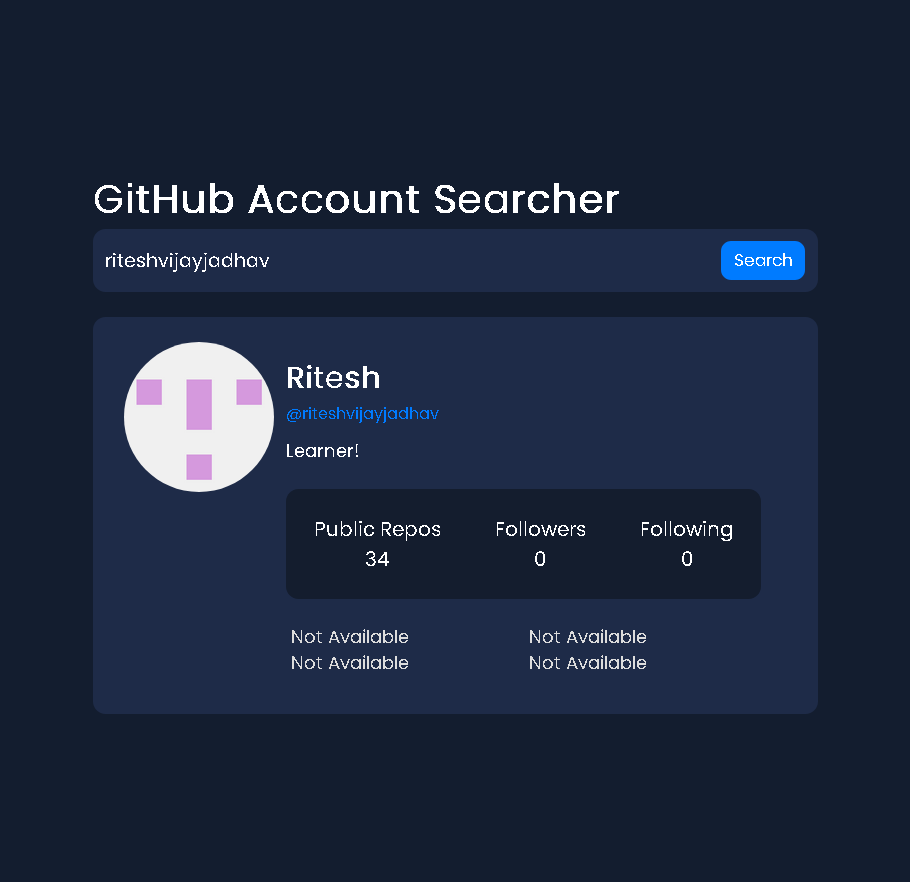 GitHub Account Searcher
riteshvijayjadhav Search
Ritesh
@riteshvijayjadhav
Learner!
Public Repos Followers Following
34 0 0
Not Available Not Available
Not Available Not Available